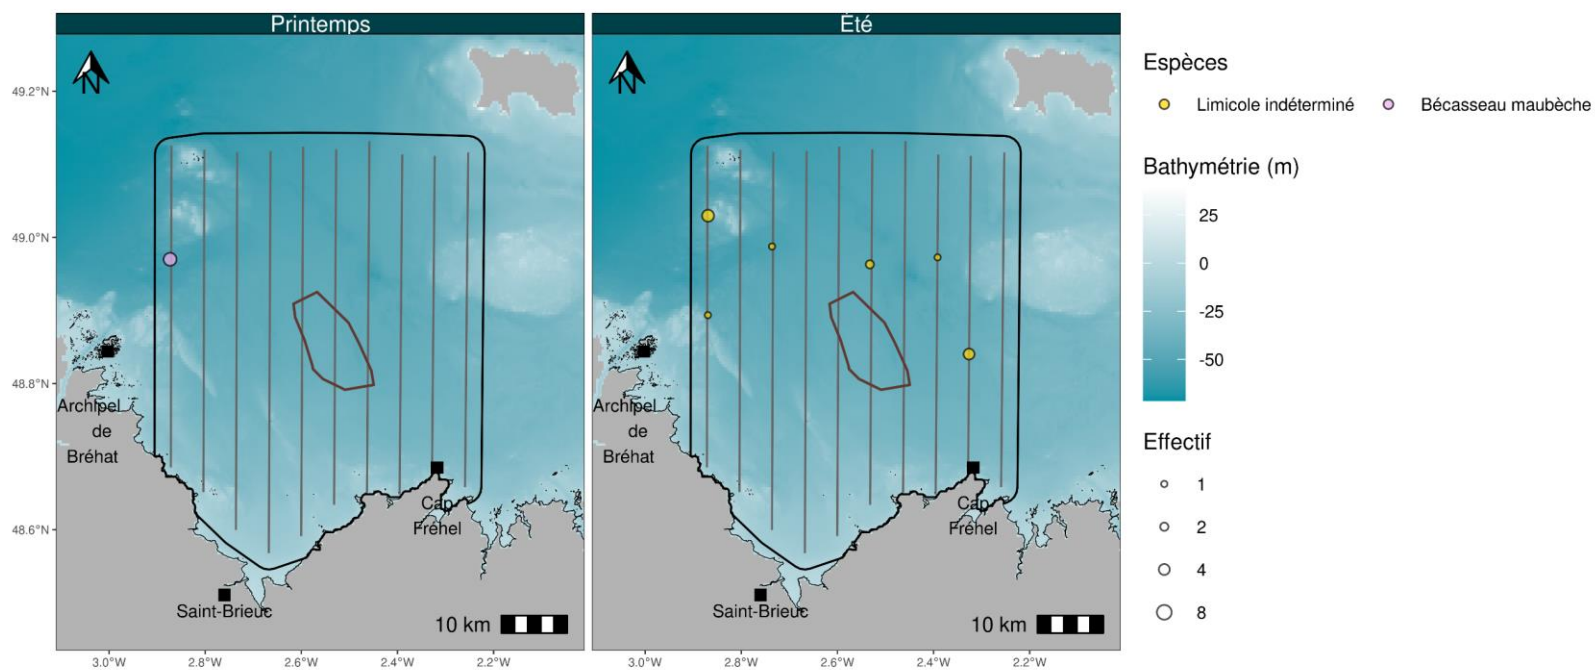 Printemps
Été
N
N
49.2°N
49.0°N
48.8°N
48.6°N
Archipel
de
Bréhat
Cap
Fréhel
Saint-Brieuc
10 km
Archipel
de
Bréhat
Cap
Fréhel
Saint-Brieuc
10 km
3.0°W
2.8°W
2.6°W
2.4°W
2.2°W
3.0°W
2.8°W
2.6°W
2.4°W
2.2°W
Espèces
Limicole indéterminé
Bécasseau maubèche
Bathymétrie (m)
25
0
-25
-50
Effectif
1
2
4
8